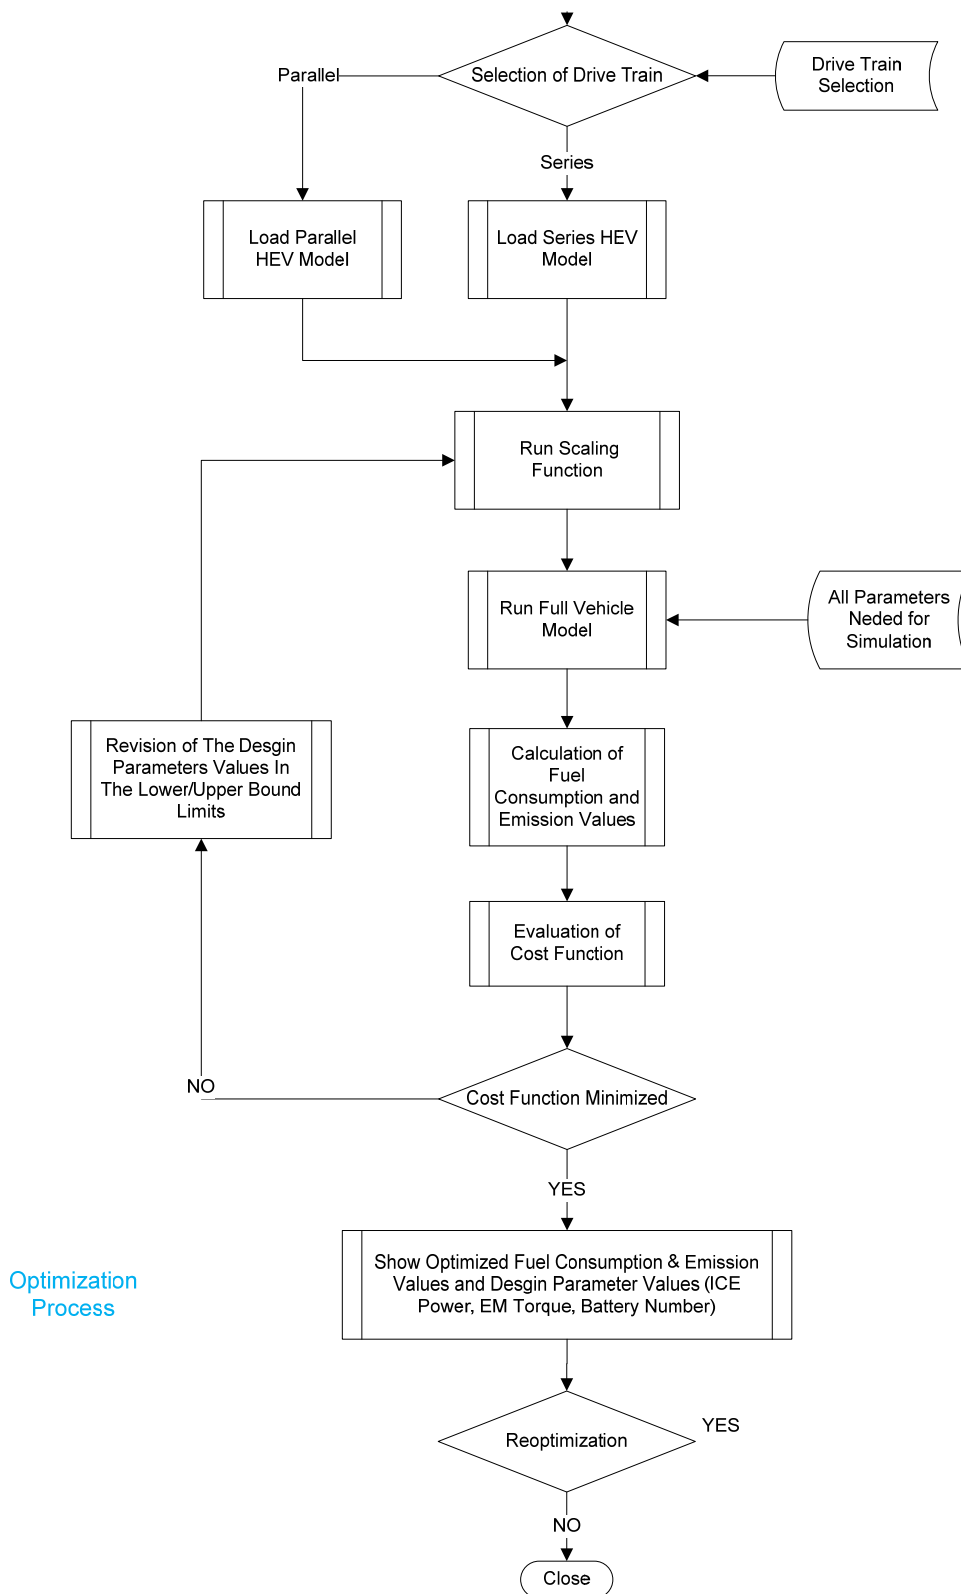 Selection of Drive Train
Drive Train
Selection
Parallel
Series
Load Parallel
HEV Model
Load Series HEV
Model
Run Scaling
Function
Run Full Vehicle
Model
All Parameters
Neded for
Simulation
Revision of The Desgin
Parameters Values In
The Lower/Upper Bound
Limits
Calculation of
Fuel
Consumption and
Emission Values
Evaluation of
Cost Function
NO
Cost Function Minimized
YES
Show Optimized Fuel Consumption & Emission
Values and Desgin Parameter Values (ICE
Power, EM Torque, Battery Number)
Optimization
Process
Reoptimization
YES
NO
Close